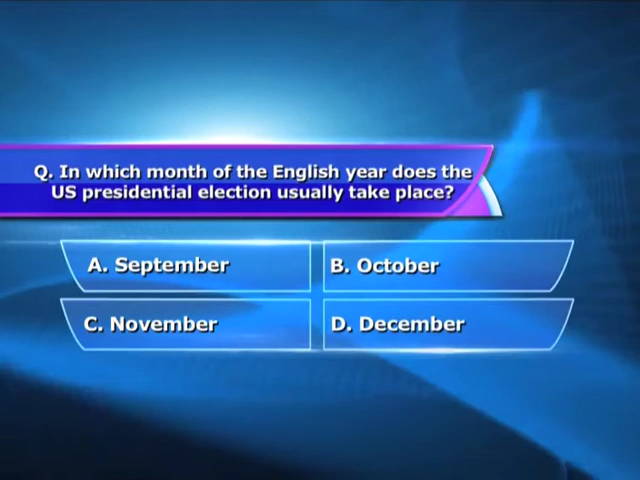 Q. In which month of the English year does the
US presidential election usually take place?
A. September
B. October
C. November
D. December